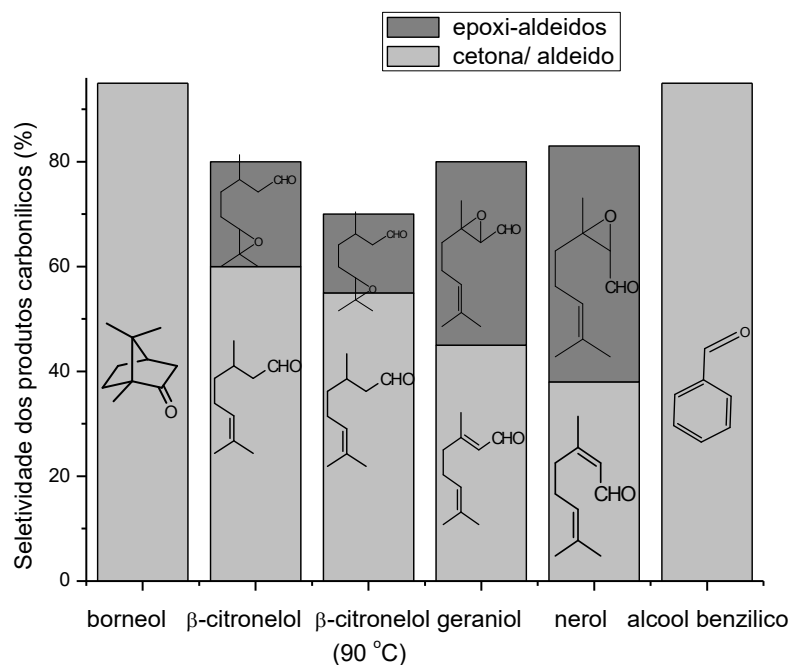 epoxi-aldeidos
cetona/ aldeido
Seletividade dos produtos carbonilicos (%)
80
60
40
20
0
CHO
O
CHO
O
O
CHO
O
CHO
O
CHO
CHO
CHO
CHO
O
borneol
β-citronelol
β-citronelol
(90 °C)
geraniol
nerol
alcool benzilico